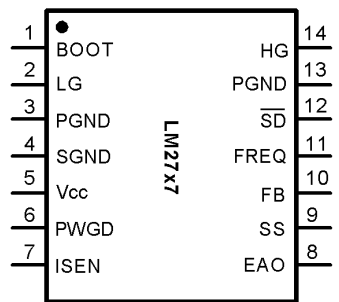 1 BOOT HG 14
2 LG PGND 13
3 PGND SD 12
4 SGND FREQ 11
5 Vcc FB 10
6 PWGD SS 9
7 ISEN EAO 8
LM27x7